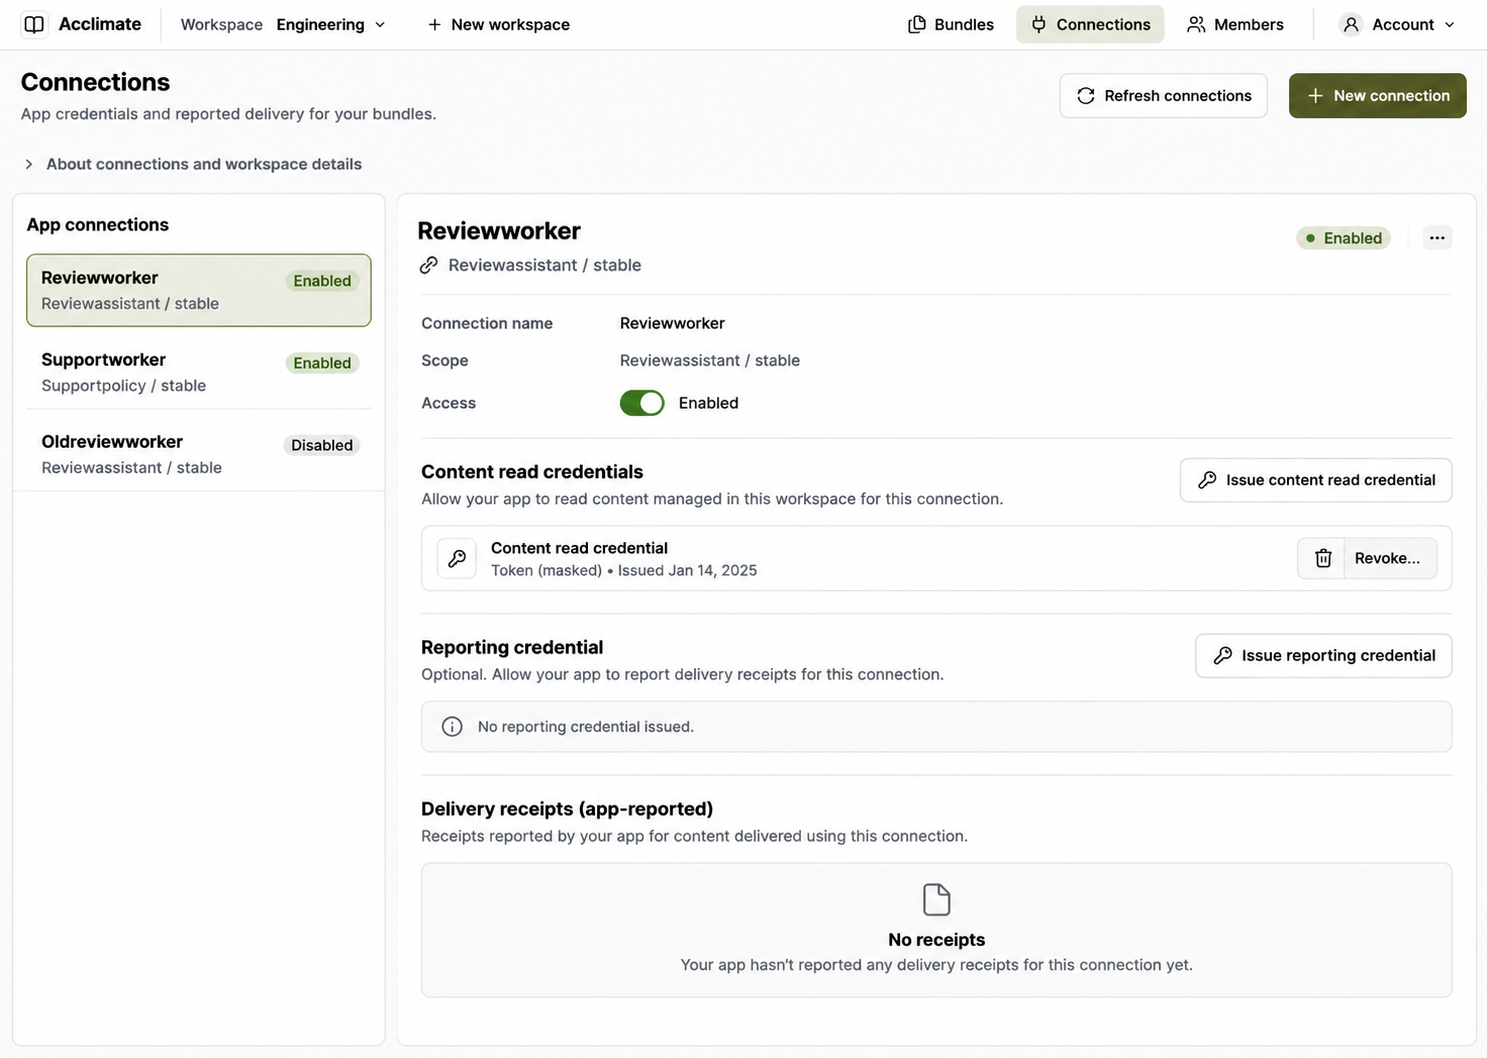 Acclimate
Workspace Engineering
New workspace
Bundles
Connections
Members
Account
Connections
App credentials and reported delivery for your bundles.
Refresh connections
New connection
About connections and workspace details
App connections
Reviewworker
Enabled
Reviewassistant / stable
Supportworker
Enabled
Supportpolicy / stable
Oldreviewworker
Disabled
Reviewassistant / stable
Reviewworker
Reviewassistant / stable
Enabled
Connection name Reviewworker
Scope Reviewassistant / stable
Access Enabled
Content read credentials
Allow your app to read content managed in this workspace for this connection.
Issue content read credential
Content read credential
Token (masked) • Issued Jan 14, 2025
Revoke...
Reporting credential
Optional. Allow your app to report delivery receipts for this connection.
Issue reporting credential
No reporting credential issued.
Delivery receipts (app-reported)
Receipts reported by your app for content delivered using this connection.
No receipts
Your app hasn't reported any delivery receipts for this connection yet.